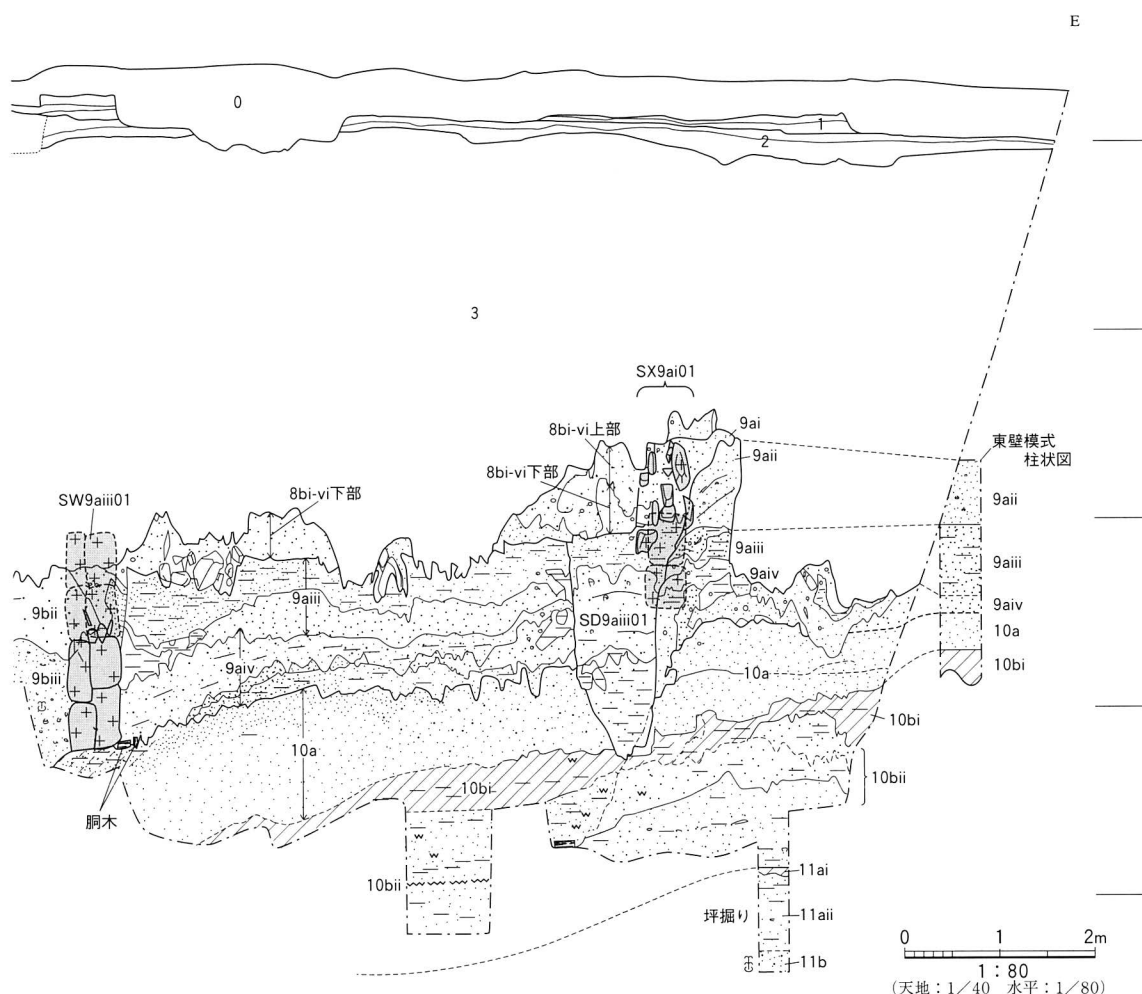 E
0
1
2
3
SX9ai01
8bi-vi上部
8bi-vi下部
9ai
9aii
東壁模式
柱状図
SW9aiii01
8bi-vi下部
9aii
9aiii
9aiii
9aiii
9aiv
9aiv
9bii
SD9aiii01
9biii
9aiv
10a
10a
10bi
10a
10bi
10bi
10bii
胴木
10bii
11ai
坪掘り
11aii
11b
0 1 2m
1:80
(天地:1/40 水平:1/80)